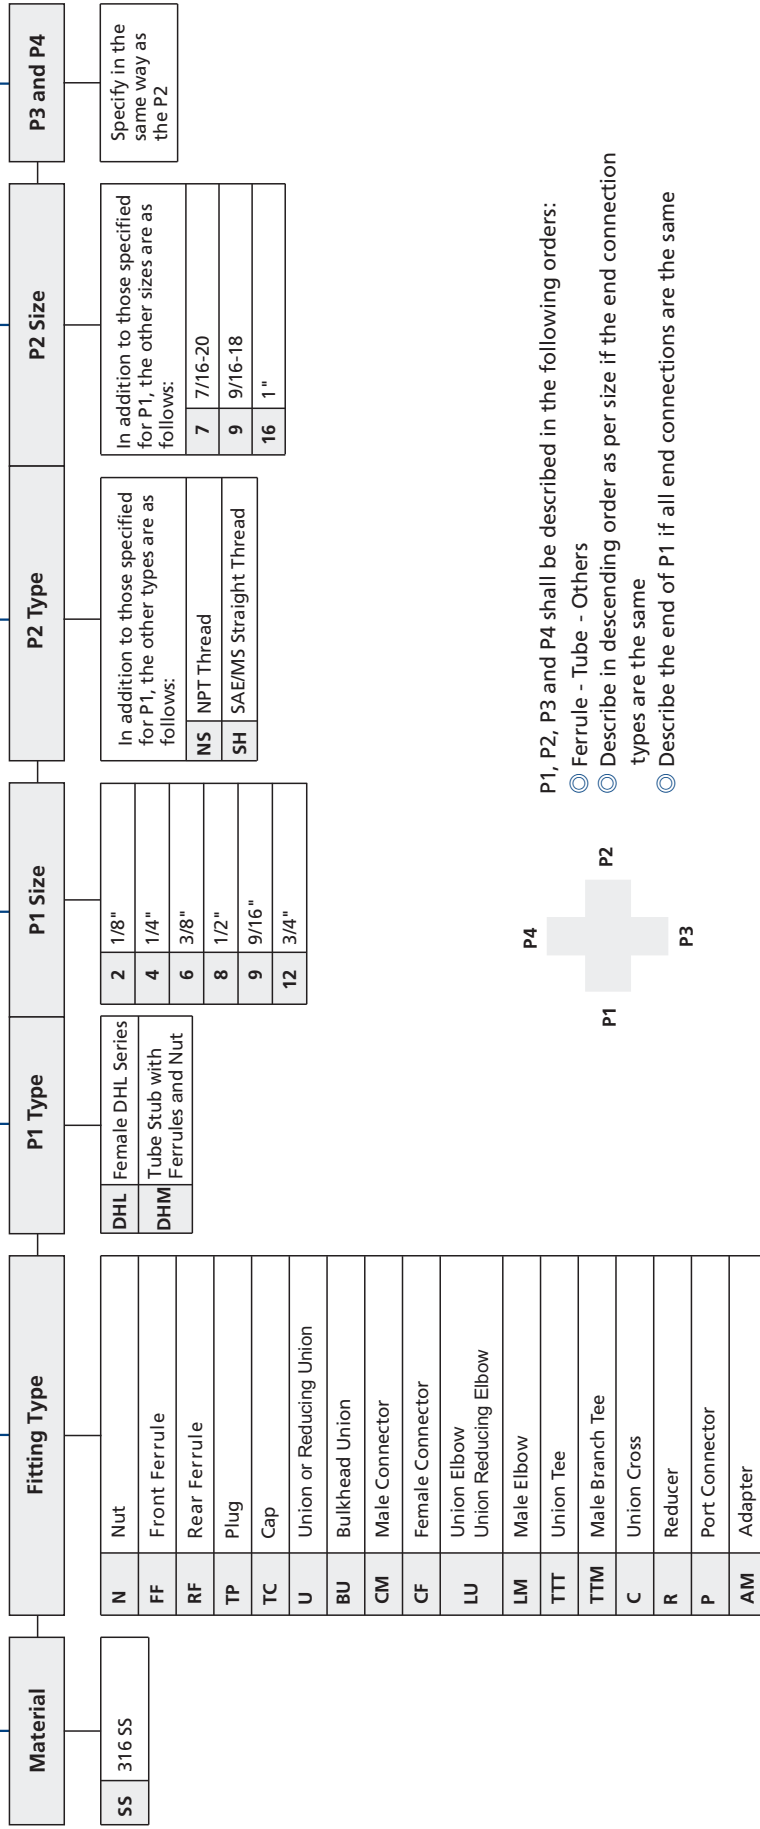 Material
SS 316 SS
Fitting Type
N Nut
FF Front Ferrule
RF Rear Ferrule
TP Plug
TC Cap
U Union or Reducing Union
BU Bulkhead Union
CM Male Connector
CF Female Connector
LU Union Elbow
Union Reducing Elbow
LM Male Elbow
TTT Union Tee
TTM Male Branch Tee
C Union Cross
R Reducer
P Port Connector
AM Adapter
P1 Type
DHL Female DHL Series
DHM Tube Stub with
Ferrules and Nut
P1 Size
2 1/8"
4 1/4"
6 3/8"
8 1/2"
9 9/16"
12 3/4"
P2 Type
In addition to those specified
for P1, the other types are as
follows:
NS NPT Thread
SH SAE/MS Straight Thread
P2 Size
In addition to those specified
for P1, the other sizes are as
follows:
7 7/16-20
9 9/16-18
16 1"
P3 and P4
Specify in the
same way as
the P2
P4
P1
P2
P3
P1, P2, P3 and P4 shall be described in the following orders:
◎ Ferrule - Tube - Others
◎ Describe in descending order as per size if the end connection
types are the same
◎ Describe the end of P1 if all end connections are the same